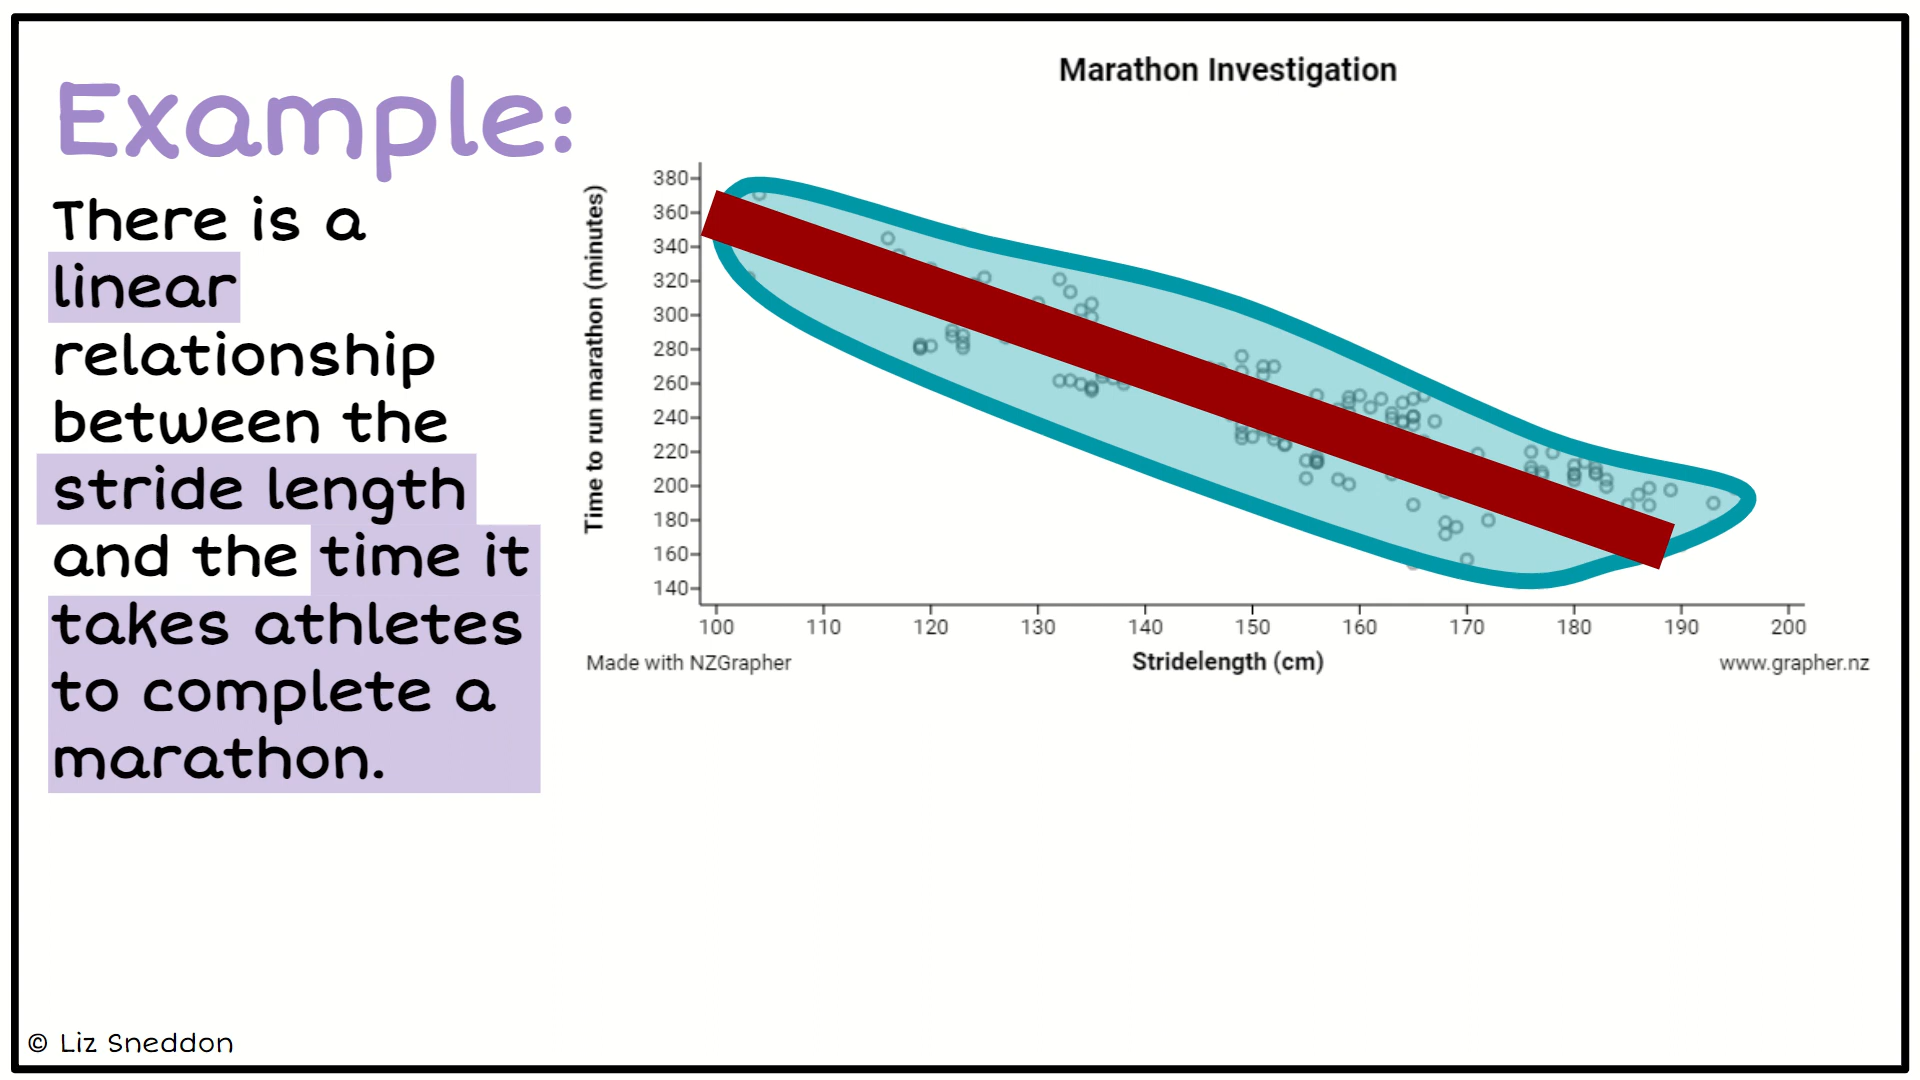 Example:
There is a
linear
relationship
between the
stride length
and the time it
takes athletes
to complete a
marathon.
Marathon Investigation
Time to run marathon (minutes)
380
360
340
320
300
280
260
240
220
200
180
160
140
100 110 120 130 140 150 160 170 180 190 200
Made with NZGrapher Stridelength (cm) www.grapher.nz
© Liz Sneddon